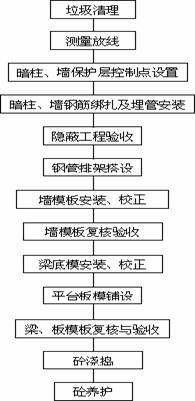 垃圾清理
测量放线
暗柱、墙保护层控制点设置
暗柱、墙钢筋绑扎及埋管安装
隐蔽工程验收
钢管排架搭设
墙模板安装、校正
墙模板复核验收
梁底模安装、校正
平台板模铺设
梁、板模板复核与验收
砼浇捣
砼养护